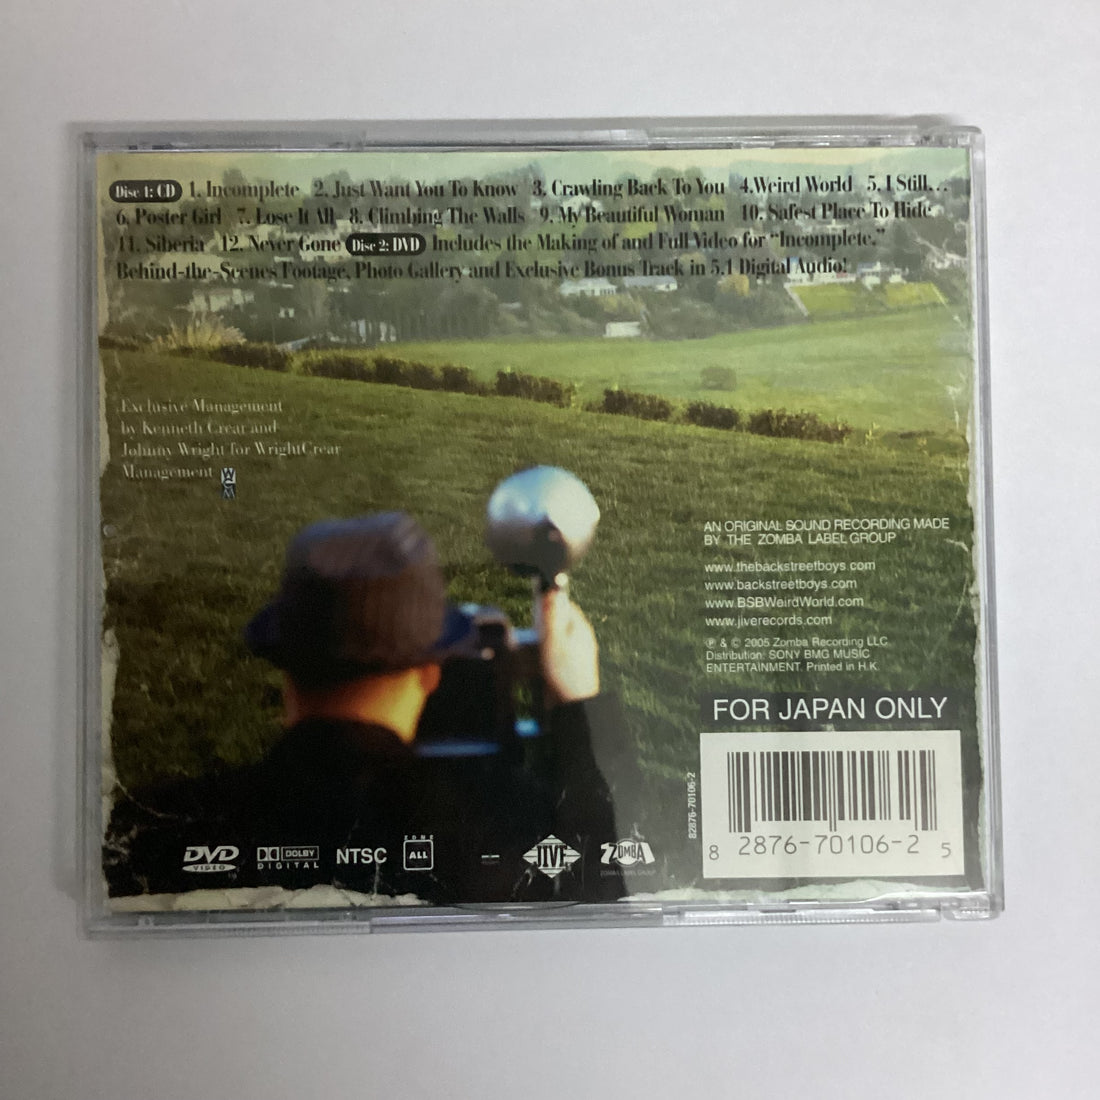 Disc 1: CD 1. Incomplete 2. Just Want You To Know 3. Crawling Back To You 4.Weird World 5. I Still...
6. Poster Girl 7. Lose It All 8. Climbing The Walls 9. My Beautiful Woman 10. Safest Place To Hide
11. Siberia 12. Never Gone Disc 2: DVD Includes the Making of and Full Video for “Incomplete.”
Behind-the-Scenes Footage, Photo Gallery and Exclusive Bonus Track in 5.1 Digital Audio!
Exclusive Management
by Kenneth Crear and
Johnny Wright for WrightCrear
Management
AN ORIGINAL SOUND RECORDING MADE
BY THE ZOMBA LABEL GROUP
www.thebackstreetboys.com
www.backstreetboys.com
www.BSBWeirdWorld.com
www.jiverecords.com
℗ & © 2005 Zomba Recording LLC
Distribution: SONY BMG MUSIC
ENTERTAINMENT. Printed in H.K.
FOR JAPAN ONLY
82876-70106-2
8 2876-70106-2 5
DVD VIDEO
DOLBY DIGITAL
NTSC
ZONE ALL
JIVE
ZOMBA
ZOMBA LABEL GROUP